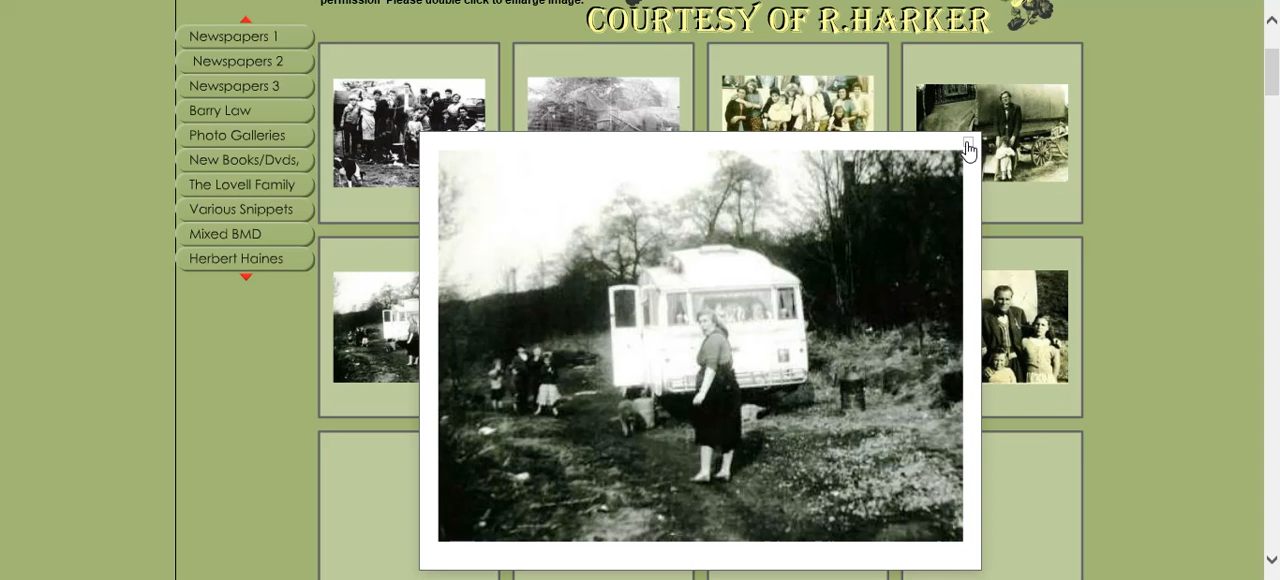 permission Please double click to enlarge image.
COURTESY OF R.HARKER
Newspapers 1
Newspapers 2
Newspapers 3
Barry Law
Photo Galleries
New Books/Dvds,
The Lovell Family
Various Snippets
Mixed BMD
Herbert Haines